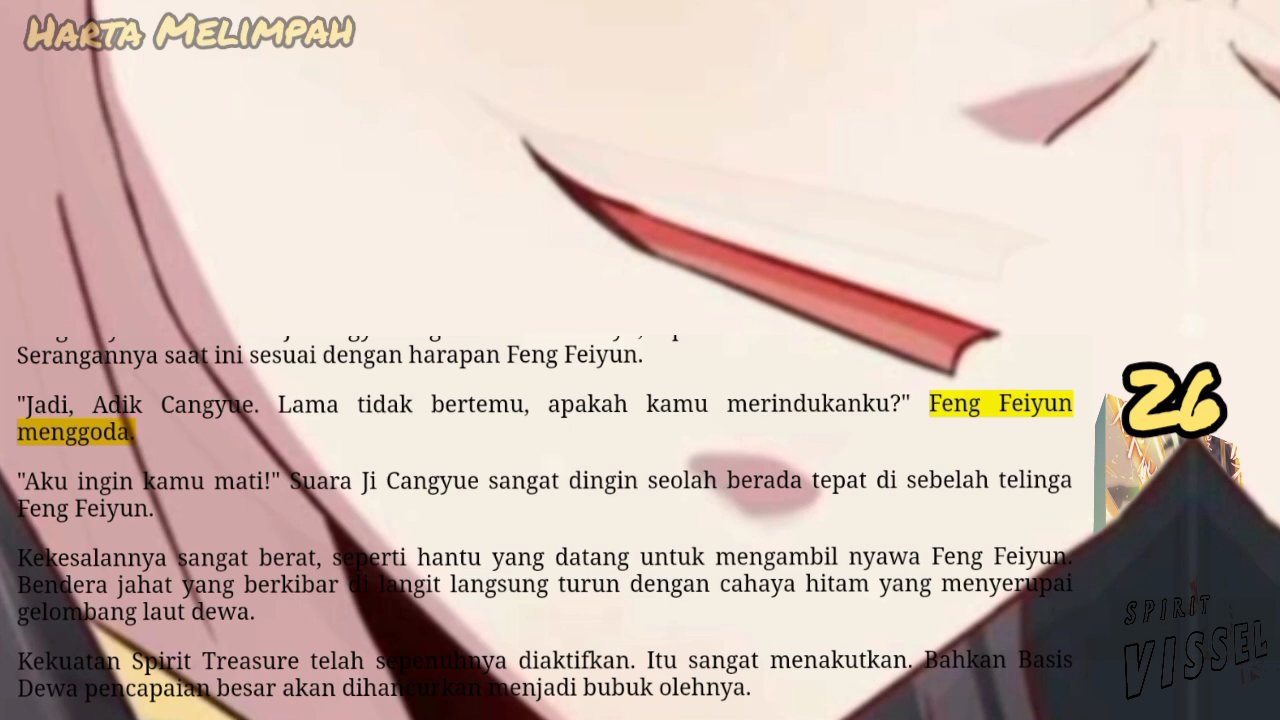 HARTA MELIMPAH
Serangannya saat ini sesuai dengan harapan Feng Feiyun.
"Jadi, Adik Cangyue. Lama tidak bertemu, apakah kamu merindukanku?" Feng Feiyun
menggoda.
26
"Aku ingin kamu mati!" Suara Ji Cangyue sangat dingin seolah berada tepat di sebelah telinga
Feng Feiyun.
Kekesalannya sangat berat, seperti hantu yang datang untuk mengambil nyawa Feng Feiyun.
Bendera jahat yang berkibar di langit langsung turun dengan cahaya hitam yang menyerupai
gelombang laut dewa.
SPIRIT
VISSEL
Kekuatan Spirit Treasure telah sepenuhnya diaktifkan. Itu sangat menakutkan. Bahkan Basis
Dewa pencapaian besar akan dihancurkan menjadi bubuk olehnya.